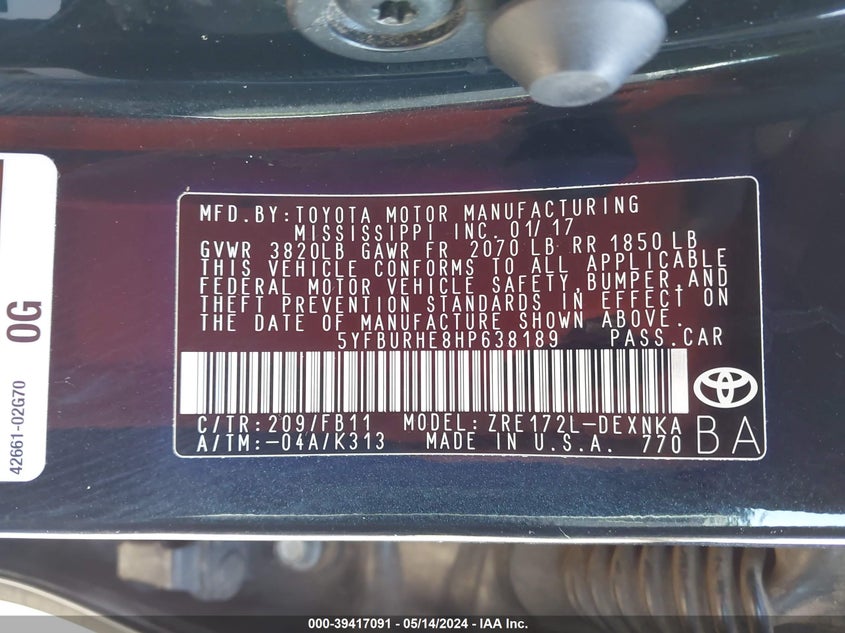 MFD.BY:TOYOTA MOTOR MANUFACTURING
MISSISSIPPI INC. 01/17
GVWR 3820LB GAWR FR 2070 LB RR 1850 LB
THIS VEHICLE CONFORMS TO ALL APPLICABLE
FEDERAL MOTOR VEHICLE SAFETY,BUMPER,AND
THEFT PREVENTION STANDARDS IN EFFECT ON
THE DATE OF MANUFACTURE SHOWN ABOVE.
5YFBURHE8HP638189 PASS.CAR
C/TR:209/FB11 MODEL:ZRE172L-DEXNKA
A/TM:-04A/K313 MADE IN U.S.A. 770
BA
0G
42661-02G70
000-39417091 - 05/14/2024 - IAA Inc.